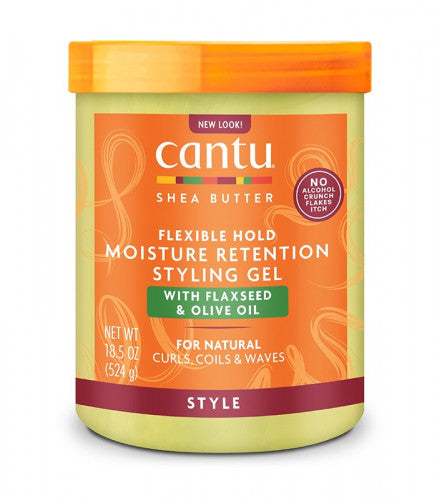 NEW LOOK!
cantu
SHEA BUTTER
NO
ALCOHOL
CRUNCH
FLAKES
ITCH
FLEXIBLE HOLD
MOISTURE RETENTION
STYLING GEL
WITH FLAXSEED
& OLIVE OIL
NET WT
18.5 OZ
(524 g)
FOR NATURAL
CURLS, COILS & WAVES
STYLE